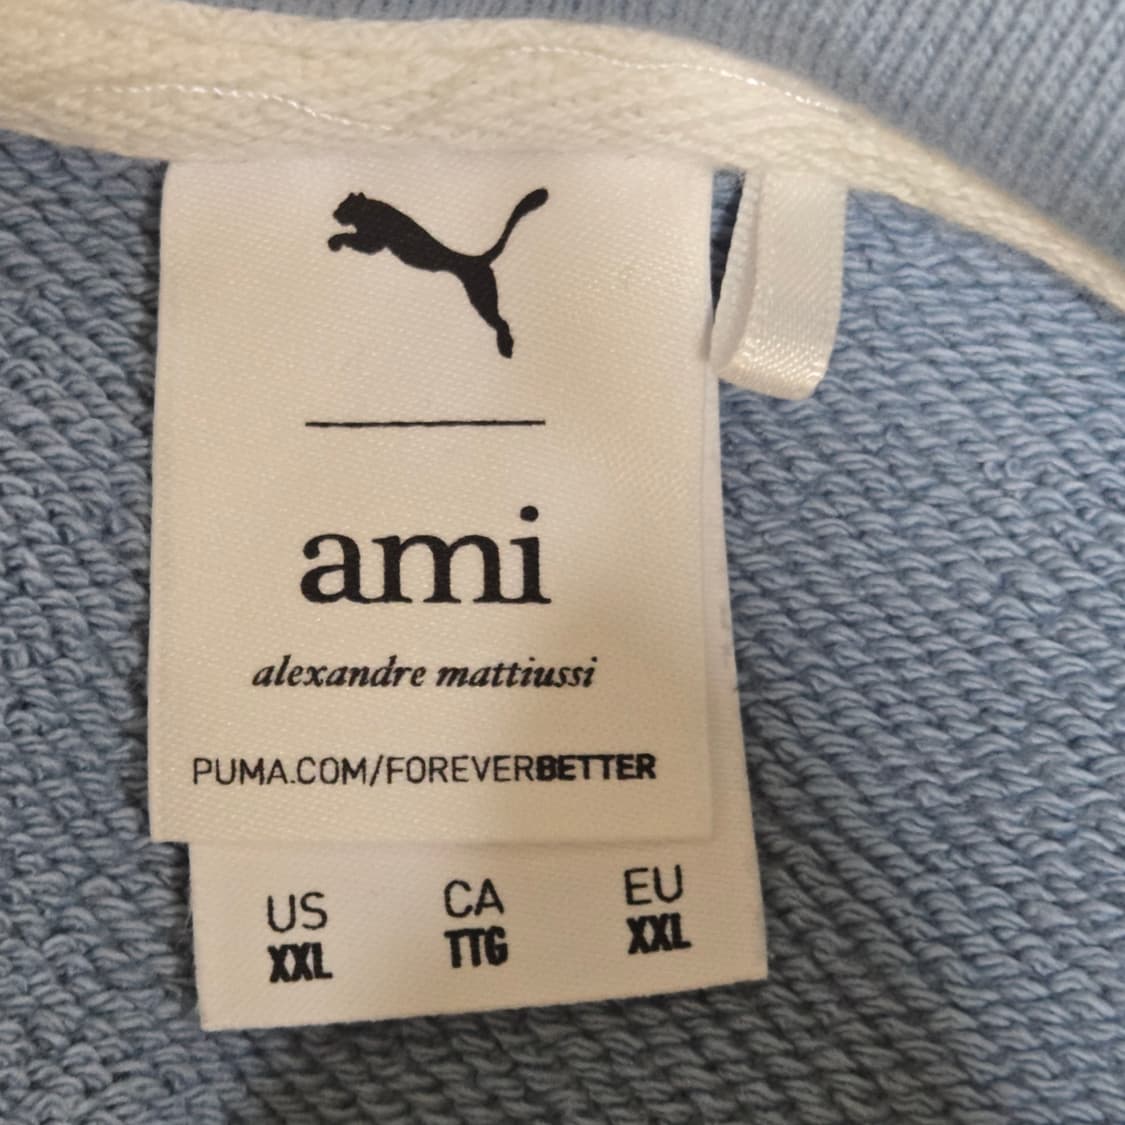 ami
alexandre mattiussi
PUMA.COM/FOREVERBETTER
US CA EU
XXL TTG XXL